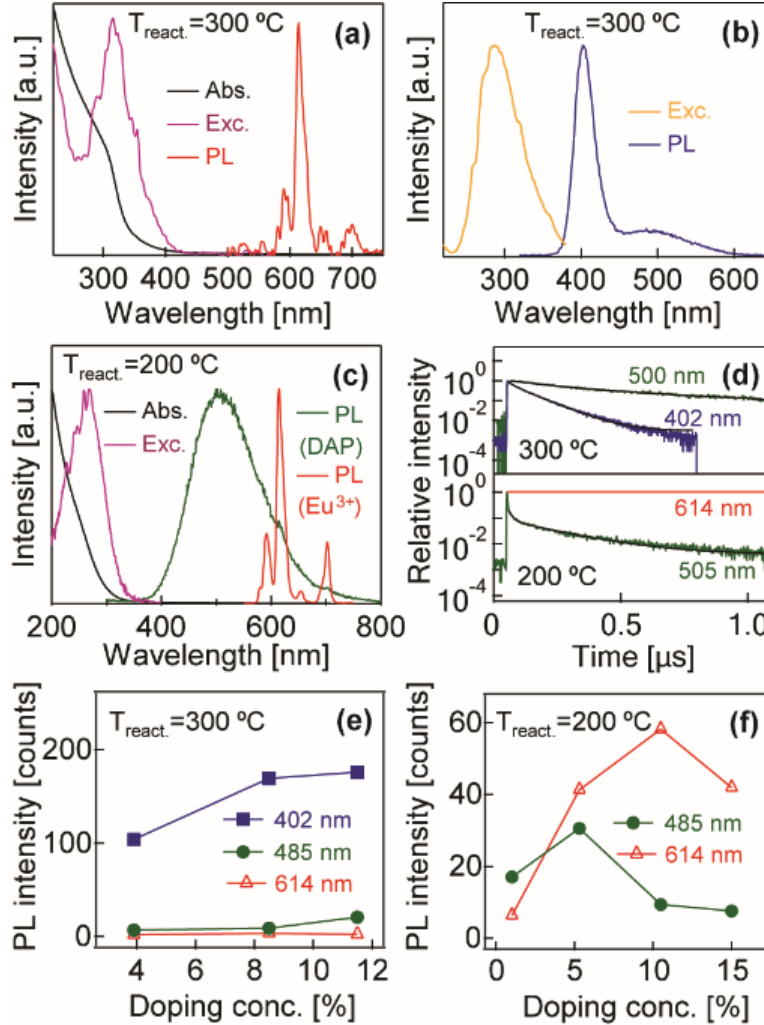 T_react.=300 ºC (a)
Abs.
Exc.
PL
Intensity [a.u.]
300 400 500 600 700
Wavelength [nm]
T_react.=300 ºC (b)
Exc.
PL
Intensity [a.u.]
300 400 500 600
Wavelength [nm]
T_react.=200 ºC (c)
Abs.
Exc.
PL
(DAP)
PL
(Eu³⁺)
Intensity [a.u.]
200 400 600 800
Wavelength [nm]
(d)
500 nm
402 nm
300 ºC
614 nm
505 nm
200 ºC
10⁰
10⁻²
10⁻⁴
10⁰
10⁻²
10⁻⁴
Relative intensity
0 0.5 1.0
Time [µs]
T_react.=300 ºC (e)
402 nm
485 nm
614 nm
200
100
0
PL intensity [counts]
4 6 8 10 12
Doping conc. [%]
T_react.=200 ºC (f)
485 nm
614 nm
60
40
20
0
PL intensity [counts]
0 5 10 15
Doping conc. [%]